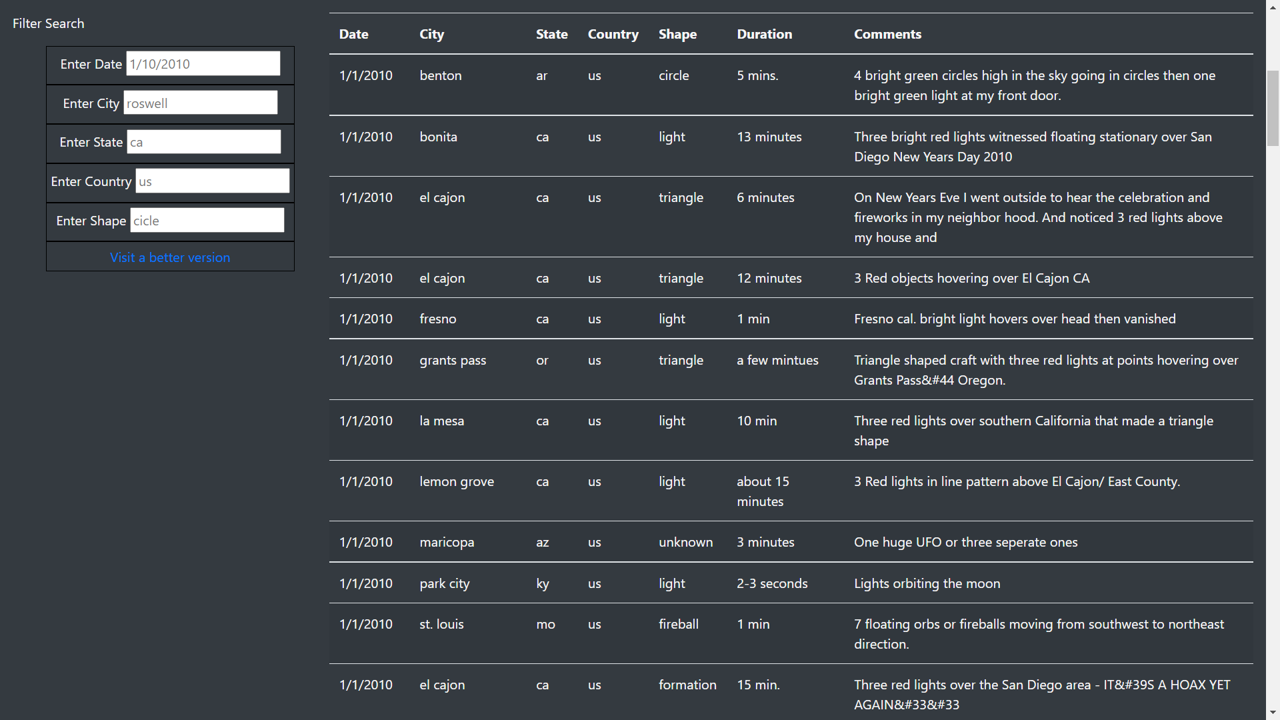 Filter Search
Enter Date 1/10/2010
Enter City roswell
Enter State ca
Enter Country us
Enter Shape cicle
Visit a better version
Date City State Country Shape Duration Comments
1/1/2010 benton ar us circle 5 mins. 4 bright green circles high in the sky going in circles then one
bright green light at my front door.
1/1/2010 bonita ca us light 13 minutes Three bright red lights witnessed floating stationary over San
Diego New Years Day 2010
1/1/2010 el cajon ca us triangle 6 minutes On New Years Eve I went outside to hear the celebration and
fireworks in my neighbor hood. And noticed 3 red lights above
my house and
1/1/2010 el cajon ca us triangle 12 minutes 3 Red objects hovering over El Cajon CA
1/1/2010 fresno ca us light 1 min Fresno cal. bright light hovers over head then vanished
1/1/2010 grants pass or us triangle a few mintues Triangle shaped craft with three red lights at points hovering over
Grants Pass&#44 Oregon.
1/1/2010 la mesa ca us light 10 min Three red lights over southern California that made a triangle
shape
1/1/2010 lemon grove ca us light about 15 3 Red lights in line pattern above El Cajon/ East County.
minutes
1/1/2010 maricopa az us unknown 3 minutes One huge UFO or three seperate ones
1/1/2010 park city ky us light 2-3 seconds Lights orbiting the moon
1/1/2010 st. louis mo us fireball 1 min 7 floating orbs or fireballs moving from southwest to northeast
direction.
1/1/2010 el cajon ca us formation 15 min. Three red lights over the San Diego area - IT&#39S A HOAX YET
AGAIN&#33&#33